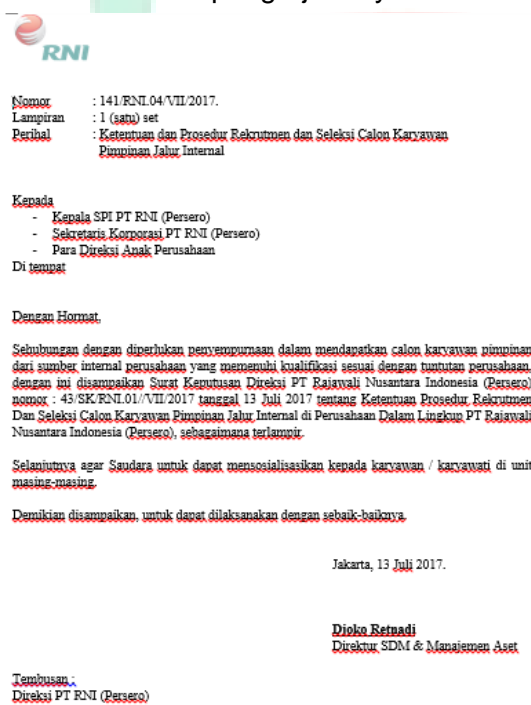 RNI
Nomor : 141/RNI.04/VII/2017.
Lampiran : 1 (satu) set
Perihal : Ketentuan dan Prosedur Rekrutmen dan Seleksi Calon Karyawan
Pimpinan Jalur Internal
Kepada
- Kepala SPI PT RNI (Persero)
- Sekretaris Korporasi PT RNI (Persero)
- Para Direksi Anak Perusahaan
Di tempat
Dengan Hormat,
Sehubungan dengan diperlukan penyempurnaan dalam mendapatkan calon karyawan pimpinan
dari sumber internal perusahaan yang memenuhi kualifikasi sesuai dengan tuntutan perusahaan,
dengan ini disampaikan Surat Keputusan Direksi PT Rajawali Nusantara Indonesia (Persero)
nomor : 43/SK/RNI.01//VII/2017 tanggal 13 Juli 2017 tentang Ketentuan Prosedur Rekrutmen
Dan Seleksi Calon Karyawan Pimpinan Jalur Internal di Perusahaan Dalam Lingkup PT Rajawali
Nusantara Indonesia (Persero), sebagaimana terlampir.
Selanjutnya agar Saudara untuk dapat mensosialisasikan kepada karyawan / karyawati di unit
masing-masing.
Demikian disampaikan, untuk dapat dilaksanakan dengan sebaik-baiknya.
Jakarta, 13 Juli 2017.
Djoko Retnadi
Direktur SDM & Manajemen Aset
Tembusan :
Direksi PT RNI (Persero)